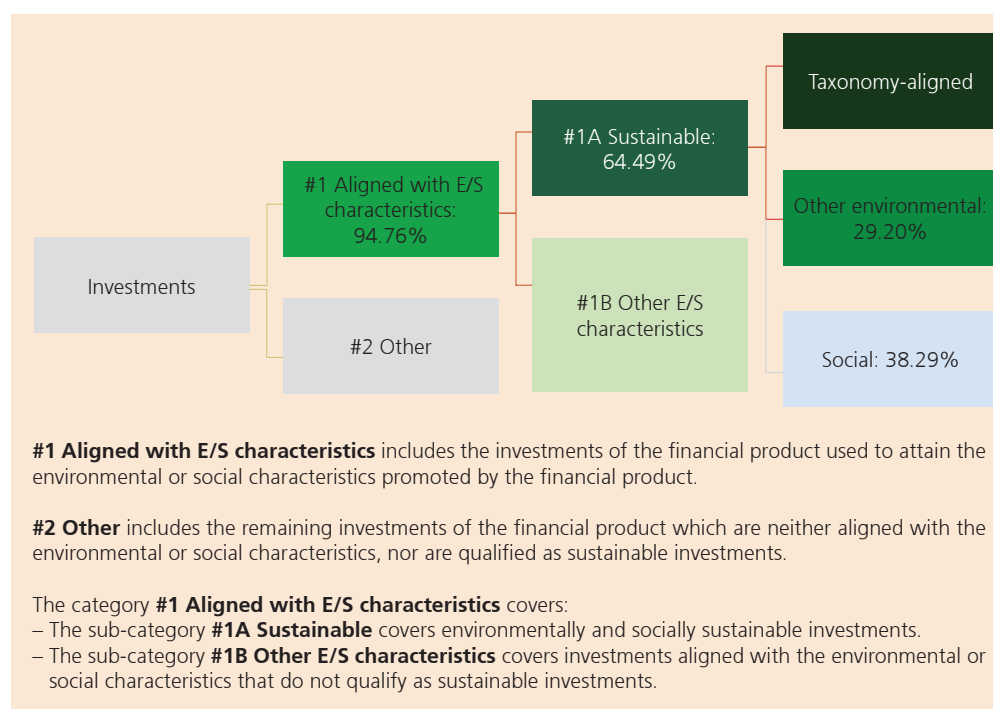 Taxonomy-aligned
#1A Sustainable:
64.49%
#1 Aligned with E/S
characteristics:
94.76%
Other environmental:
29.20%
Investments
#1B Other E/S
characteristics
#2 Other
Social: 38.29%
#1 Aligned with E/S characteristics includes the investments of the financial product used to attain the
environmental or social characteristics promoted by the financial product.
#2 Other includes the remaining investments of the financial product which are neither aligned with the
environmental or social characteristics, nor are qualified as sustainable investments.
The category #1 Aligned with E/S characteristics covers:
– The sub-category #1A Sustainable covers environmentally and socially sustainable investments.
– The sub-category #1B Other E/S characteristics covers investments aligned with the environmental or
social characteristics that do not qualify as sustainable investments.